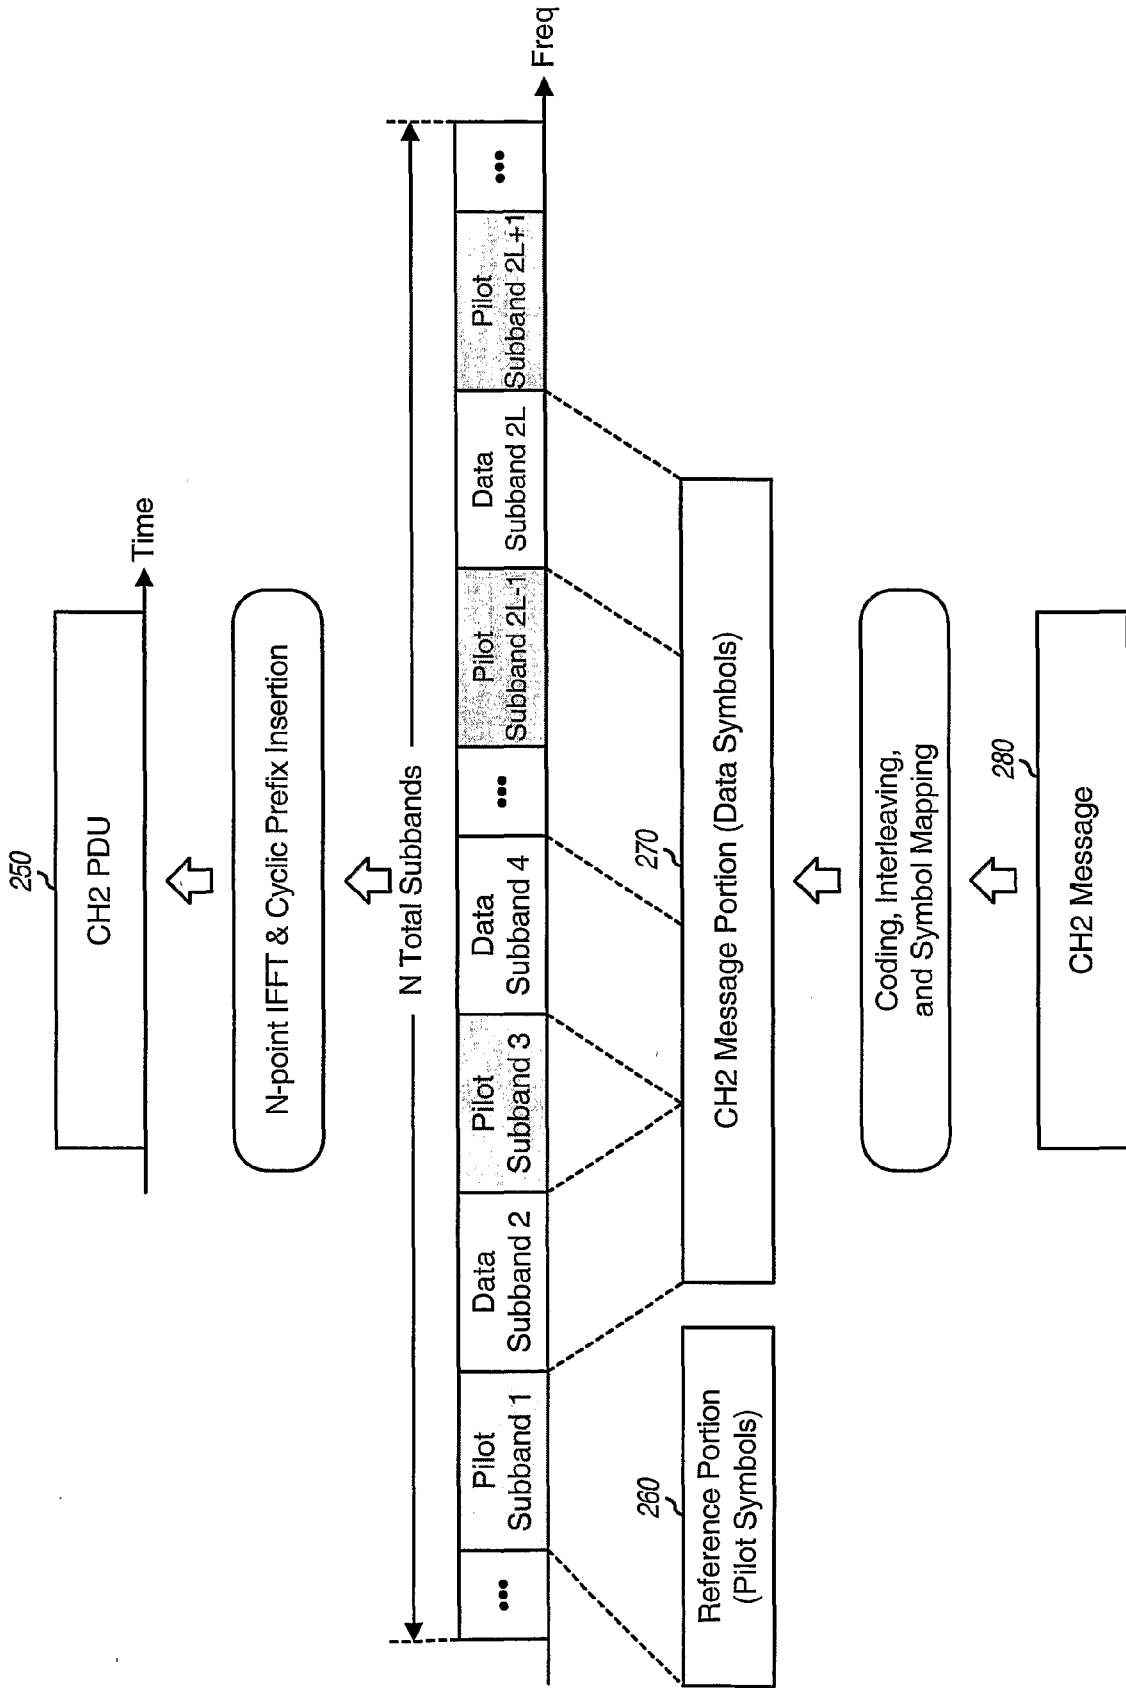 250
CH2 PDU
Time
N-point IFFT & Cyclic Prefix Insertion
N Total Subbands
•••
Pilot
Subband 1
Data
Subband 2
Pilot
Subband 3
Data
Subband 4
•••
Pilot
Subband 2L-1
Data
Subband 2L
Pilot
Subband 2L+1
•••
Freq
260
Reference Portion
(Pilot Symbols)
270
CH2 Message Portion (Data Symbols)
Coding, Interleaving,
and Symbol Mapping
280
CH2 Message